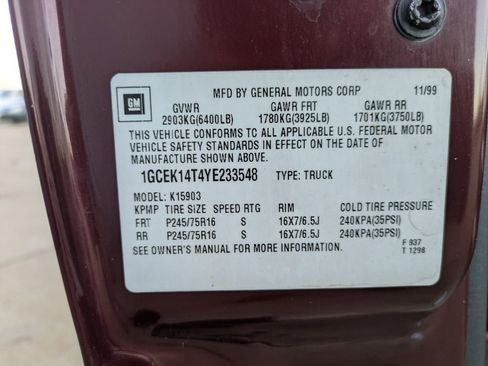 GM
MFD BY GENERAL MOTORS CORP 11/99
GVWR GAWR FRT GAWR RR
2903KG(6400LB) 1780KG(3925LB) 1701KG(3750LB)
THIS VEHICLE CONFORMS TO ALL APPLICABLE U.S. FEDERAL MOTOR
VEHICLE SAFETY STANDARDS IN EFFECT ON THE DATE OF
MANUFACTURE SHOWN ABOVE.
1GCEK14T4YE233548 TYPE: TRUCK
MODEL: K15903
KPMP TIRE SIZE SPEED RTG RIM COLD TIRE PRESSURE
FRT P245/75R16 S 16X7/6.5J 240KPA(35PSI)
RR P245/75R16 S 16X7/6.5J 240KPA(35PSI)
SEE OWNER'S MANUAL FOR MORE INFORMATION.
F 937
T 1298